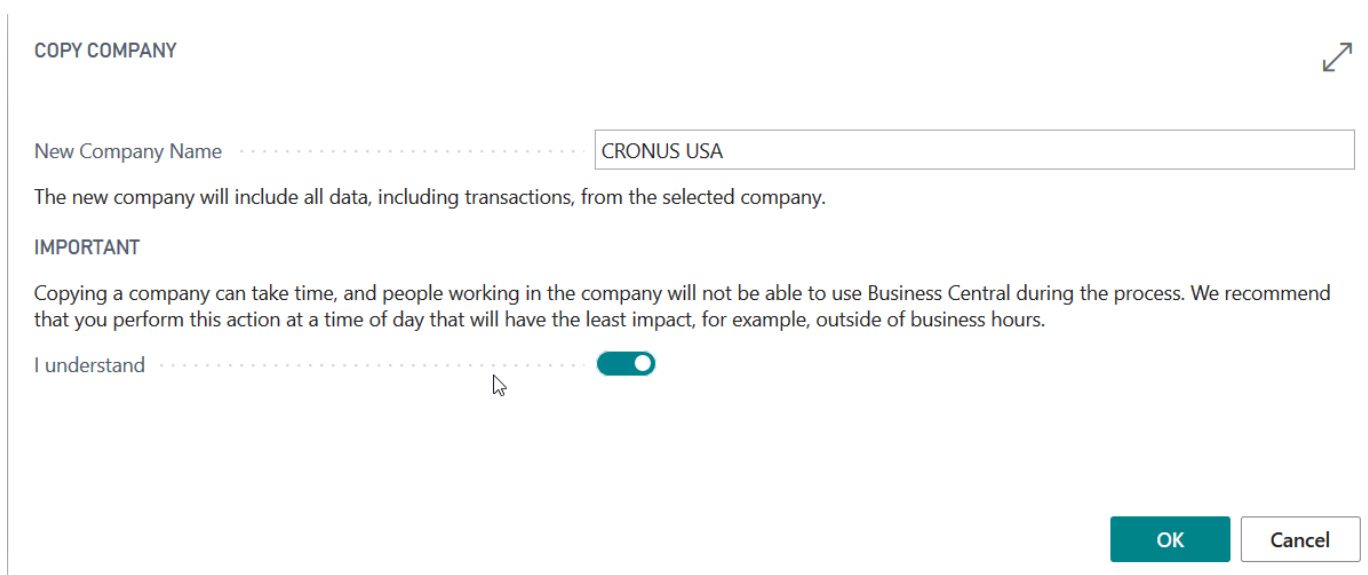 COPY COMPANY
New Company Name
CRONUS USA
The new company will include all data, including transactions, from the selected company.
IMPORTANT
Copying a company can take time, and people working in the company will not be able to use Business Central during the process. We recommend
that you perform this action at a time of day that will have the least impact, for example, outside of business hours.
I understand
OK
Cancel